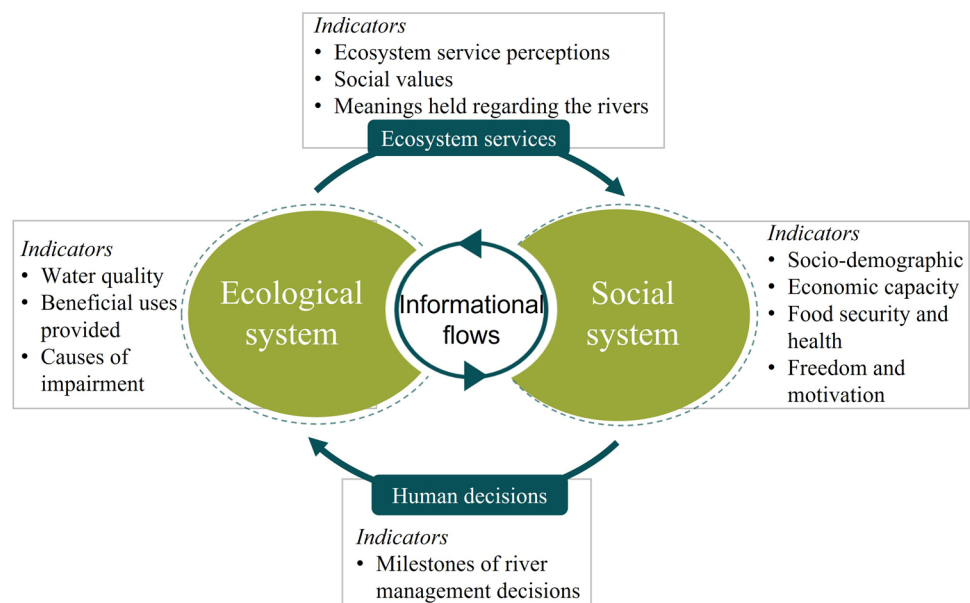 Indicators
• Ecosystem service perceptions
• Social values
• Meanings held regarding the rivers
Ecosystem services
Indicators
• Water quality
• Beneficial uses
provided
• Causes of
impairment
Ecological
system
Informational
flows
Social
system
Indicators
• Socio-demographic
• Economic capacity
• Food security and
health
• Freedom and
motivation
Human decisions
Indicators
• Milestones of river
management decisions